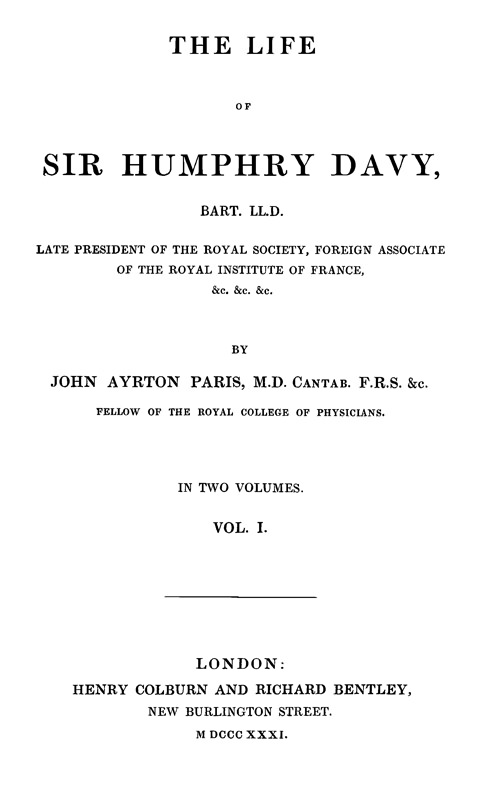 THE LIFE
OF
SIR HUMPHRY DAVY,
BART. LL.D.
LATE PRESIDENT OF THE ROYAL SOCIETY, FOREIGN ASSOCIATE
OF THE ROYAL INSTITUTE OF FRANCE,
&c. &c. &c.
BY
JOHN AYRTON PARIS, M.D. CANTAB. F.R.S. &c.
FELLOW OF THE ROYAL COLLEGE OF PHYSICIANS.
IN TWO VOLUMES.
VOL. I.
LONDON:
HENRY COLBURN AND RICHARD BENTLEY,
NEW BURLINGTON STREET.
M DCCC XXXI.